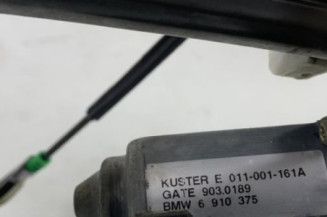 KUSTER E 011-001-161A
GATE 903.0189
BMW 6 910 375